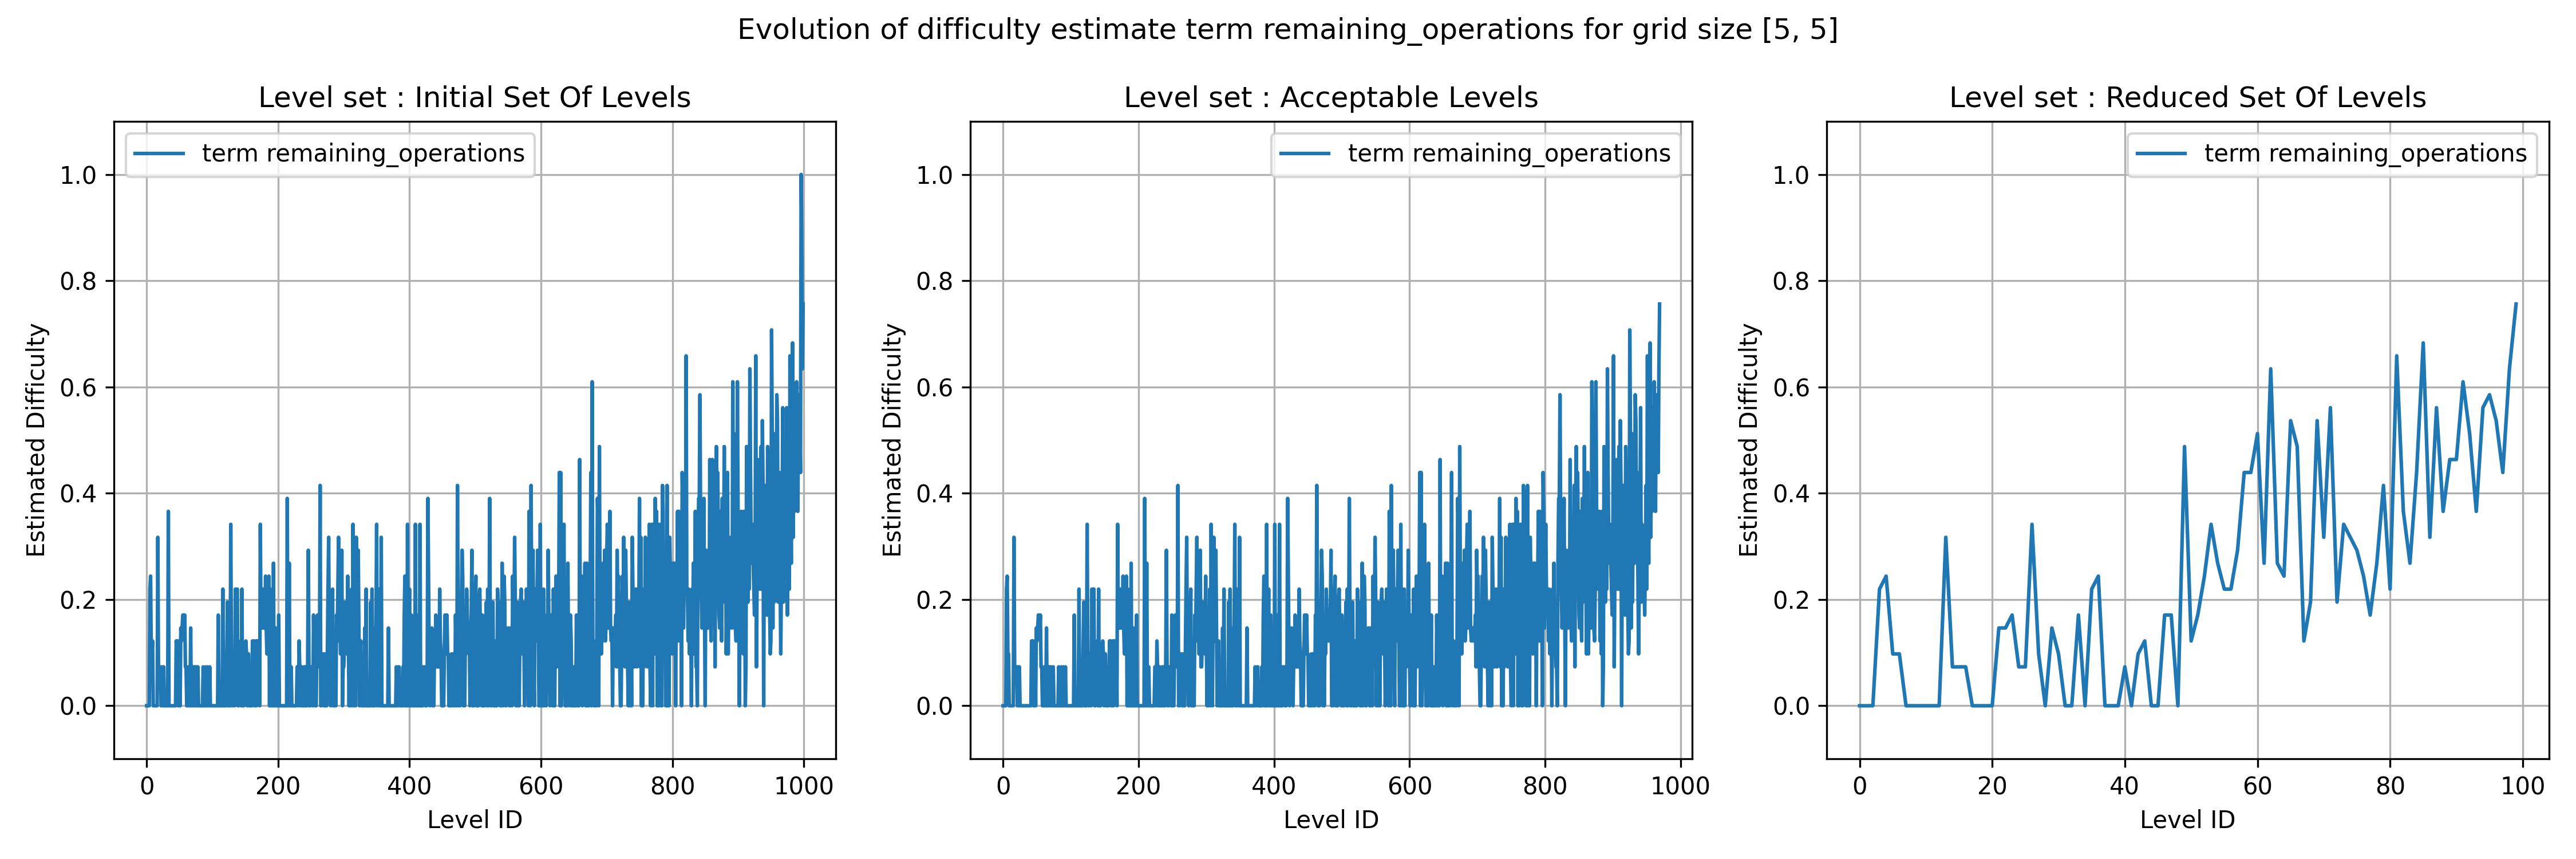 Evolution of difficulty estimate term remaining_operations for grid size [5, 5]
Level set : Initial Set Of Levels
term remaining_operations
Estimated Difficulty
1.0
0.8
0.6
0.4
0.2
0.0
0 200 400 600 800 1000
Level ID
Level set : Acceptable Levels
term remaining_operations
Estimated Difficulty
1.0
0.8
0.6
0.4
0.2
0.0
0 200 400 600 800 1000
Level ID
Level set : Reduced Set Of Levels
term remaining_operations
Estimated Difficulty
1.0
0.8
0.6
0.4
0.2
0.0
0 20 40 60 80 100
Level ID